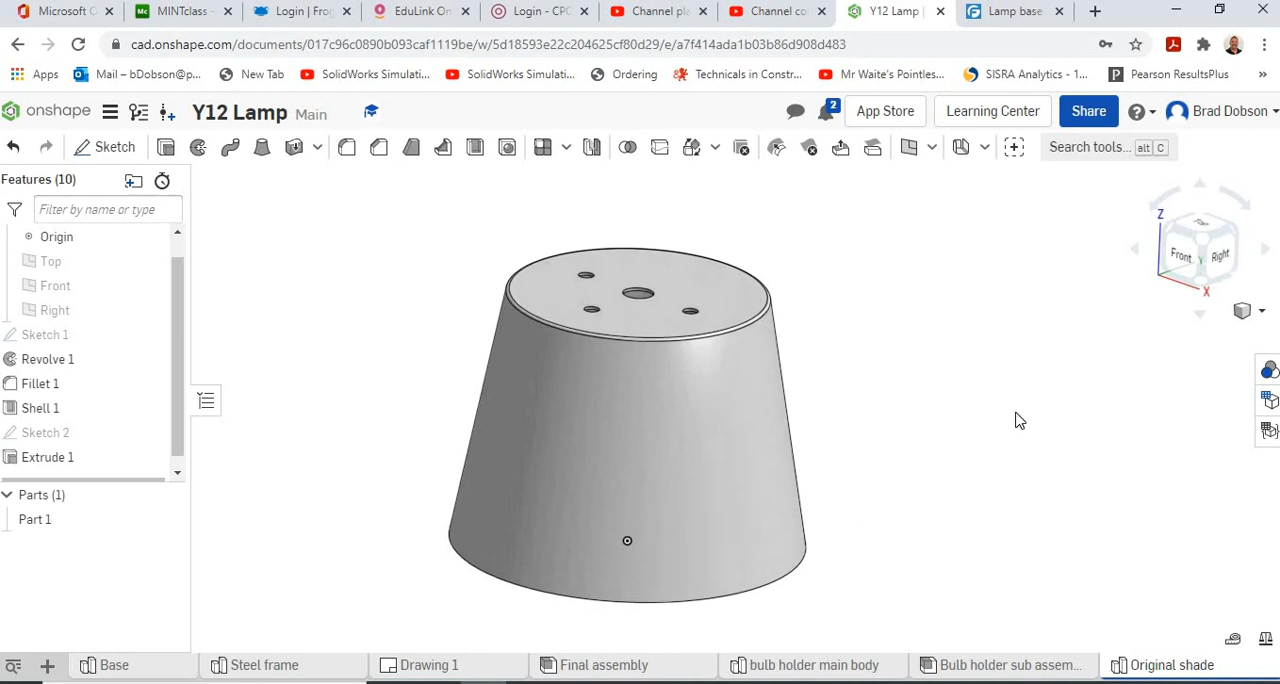 Microsoft O
MINTclass -
Login | Frog
EduLink On
Login - CPO
Channel pla
Channel co
Y12 Lamp |
Lamp base
cad.onshape.com/documents/017c96c0890b093caf1119be/w/5d18593e22c204625cf80d29/e/a7f414ada1b03b86d908d483
Apps
Mail – bDobson@p...
New Tab
SolidWorks Simulati...
SolidWorks Simulati...
Ordering
Technicals in Constr...
Mr Waite's Pointles...
SISRA Analytics - 1...
Pearson ResultsPlus
»
onshape
Y12 Lamp
Main
2
App Store
Learning Center
Share
Brad Dobson
Sketch
Search tools...
alt
C
Features (10)
Filter by name or type
Origin
Top
Front
Right
Sketch 1
Revolve 1
Fillet 1
Shell 1
Sketch 2
Extrude 1
Parts (1)
Part 1
Z
Top
Front
Y
Right
X
Base
Steel frame
Drawing 1
Final assembly
bulb holder main body
Bulb holder sub assem...
Original shade